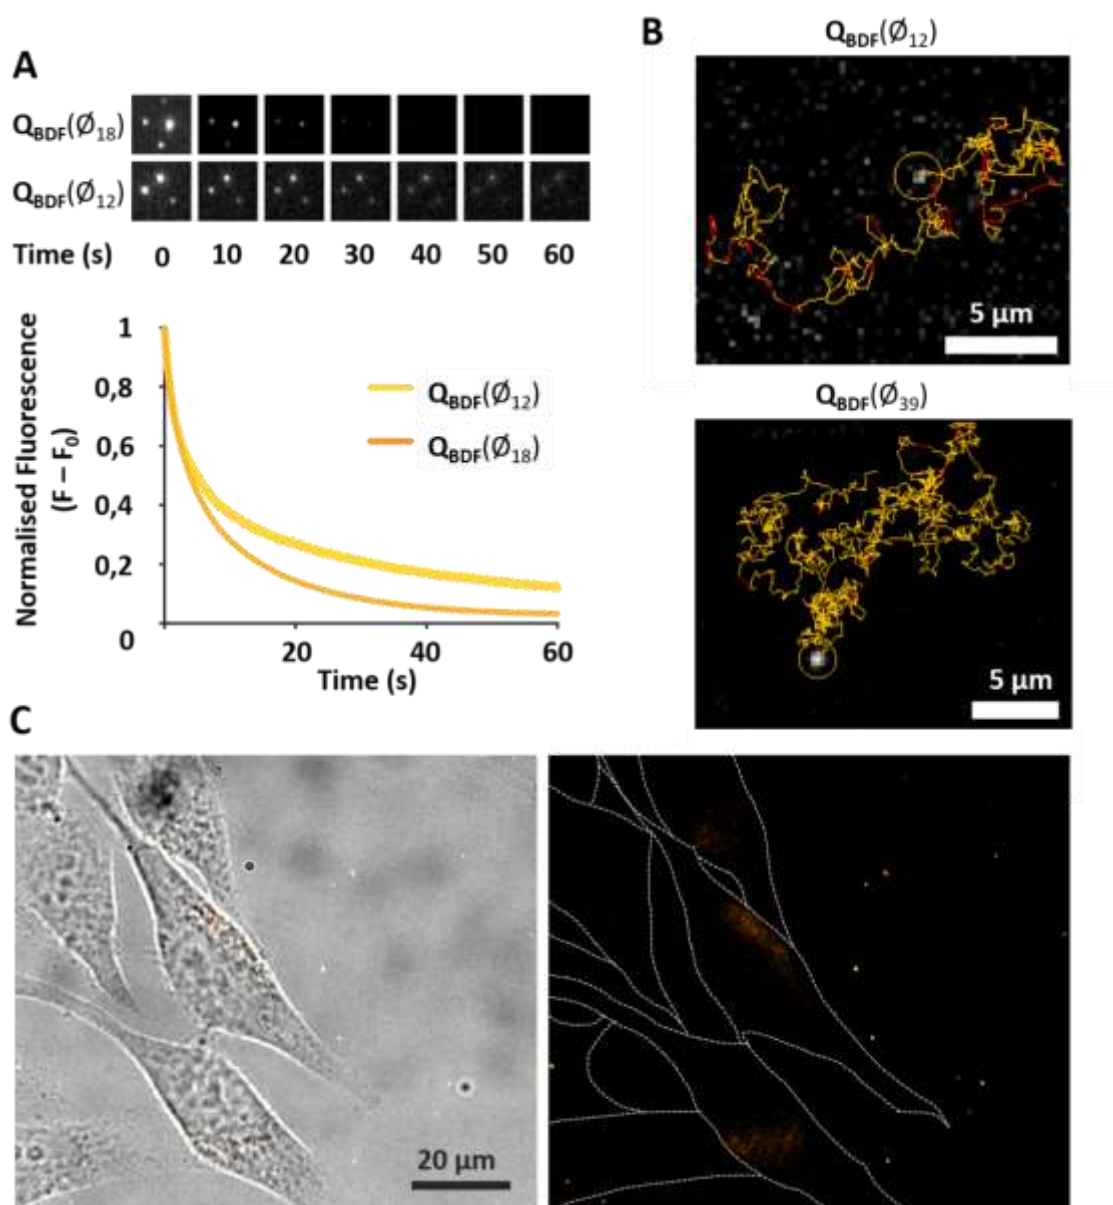 A
Q_BDF(Ø₁₈)
Q_BDF(Ø₁₂)
Time (s) 0 10 20 30 40 50 60
Normalised Fluorescence
(F – F₀)
1
0,8
0,6
0,4
0,2
0
20 40 60
Time (s)
Q_BDF(Ø₁₂)
Q_BDF(Ø₁₈)
B
Q_BDF(Ø₁₂)
5 µm
Q_BDF(Ø₃₉)
5 µm
C
20 µm